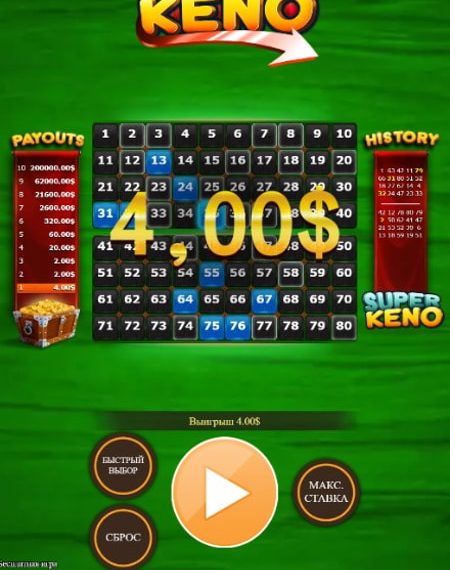 KENO
PAYOUTS
10 200000.00$
9 62000.00$
8 21600.00$
7 2600.00$
6 320.00$
5 60.00$
4 20.00$
3 2.00$
2 2.00$
1 4.00$
1 2 3 4 5 6 7 8 9 10
11 12 13 14 15 16 17 18 19 20
21 22 23 24 25 26 27 28 29 30
31 33 34 40
4,00$
41 50
51 52 53 54 55 56 57 58 59 60
61 62 63 64 65 66 67 68 69 70
71 72 73 74 75 76 77 78 79 80
HISTORY
SUPER
KENO
Выигрыш 4.00$
БЫСТРЫЙ
ВЫБОР
МАКС.
СТАВКА
СБРОС